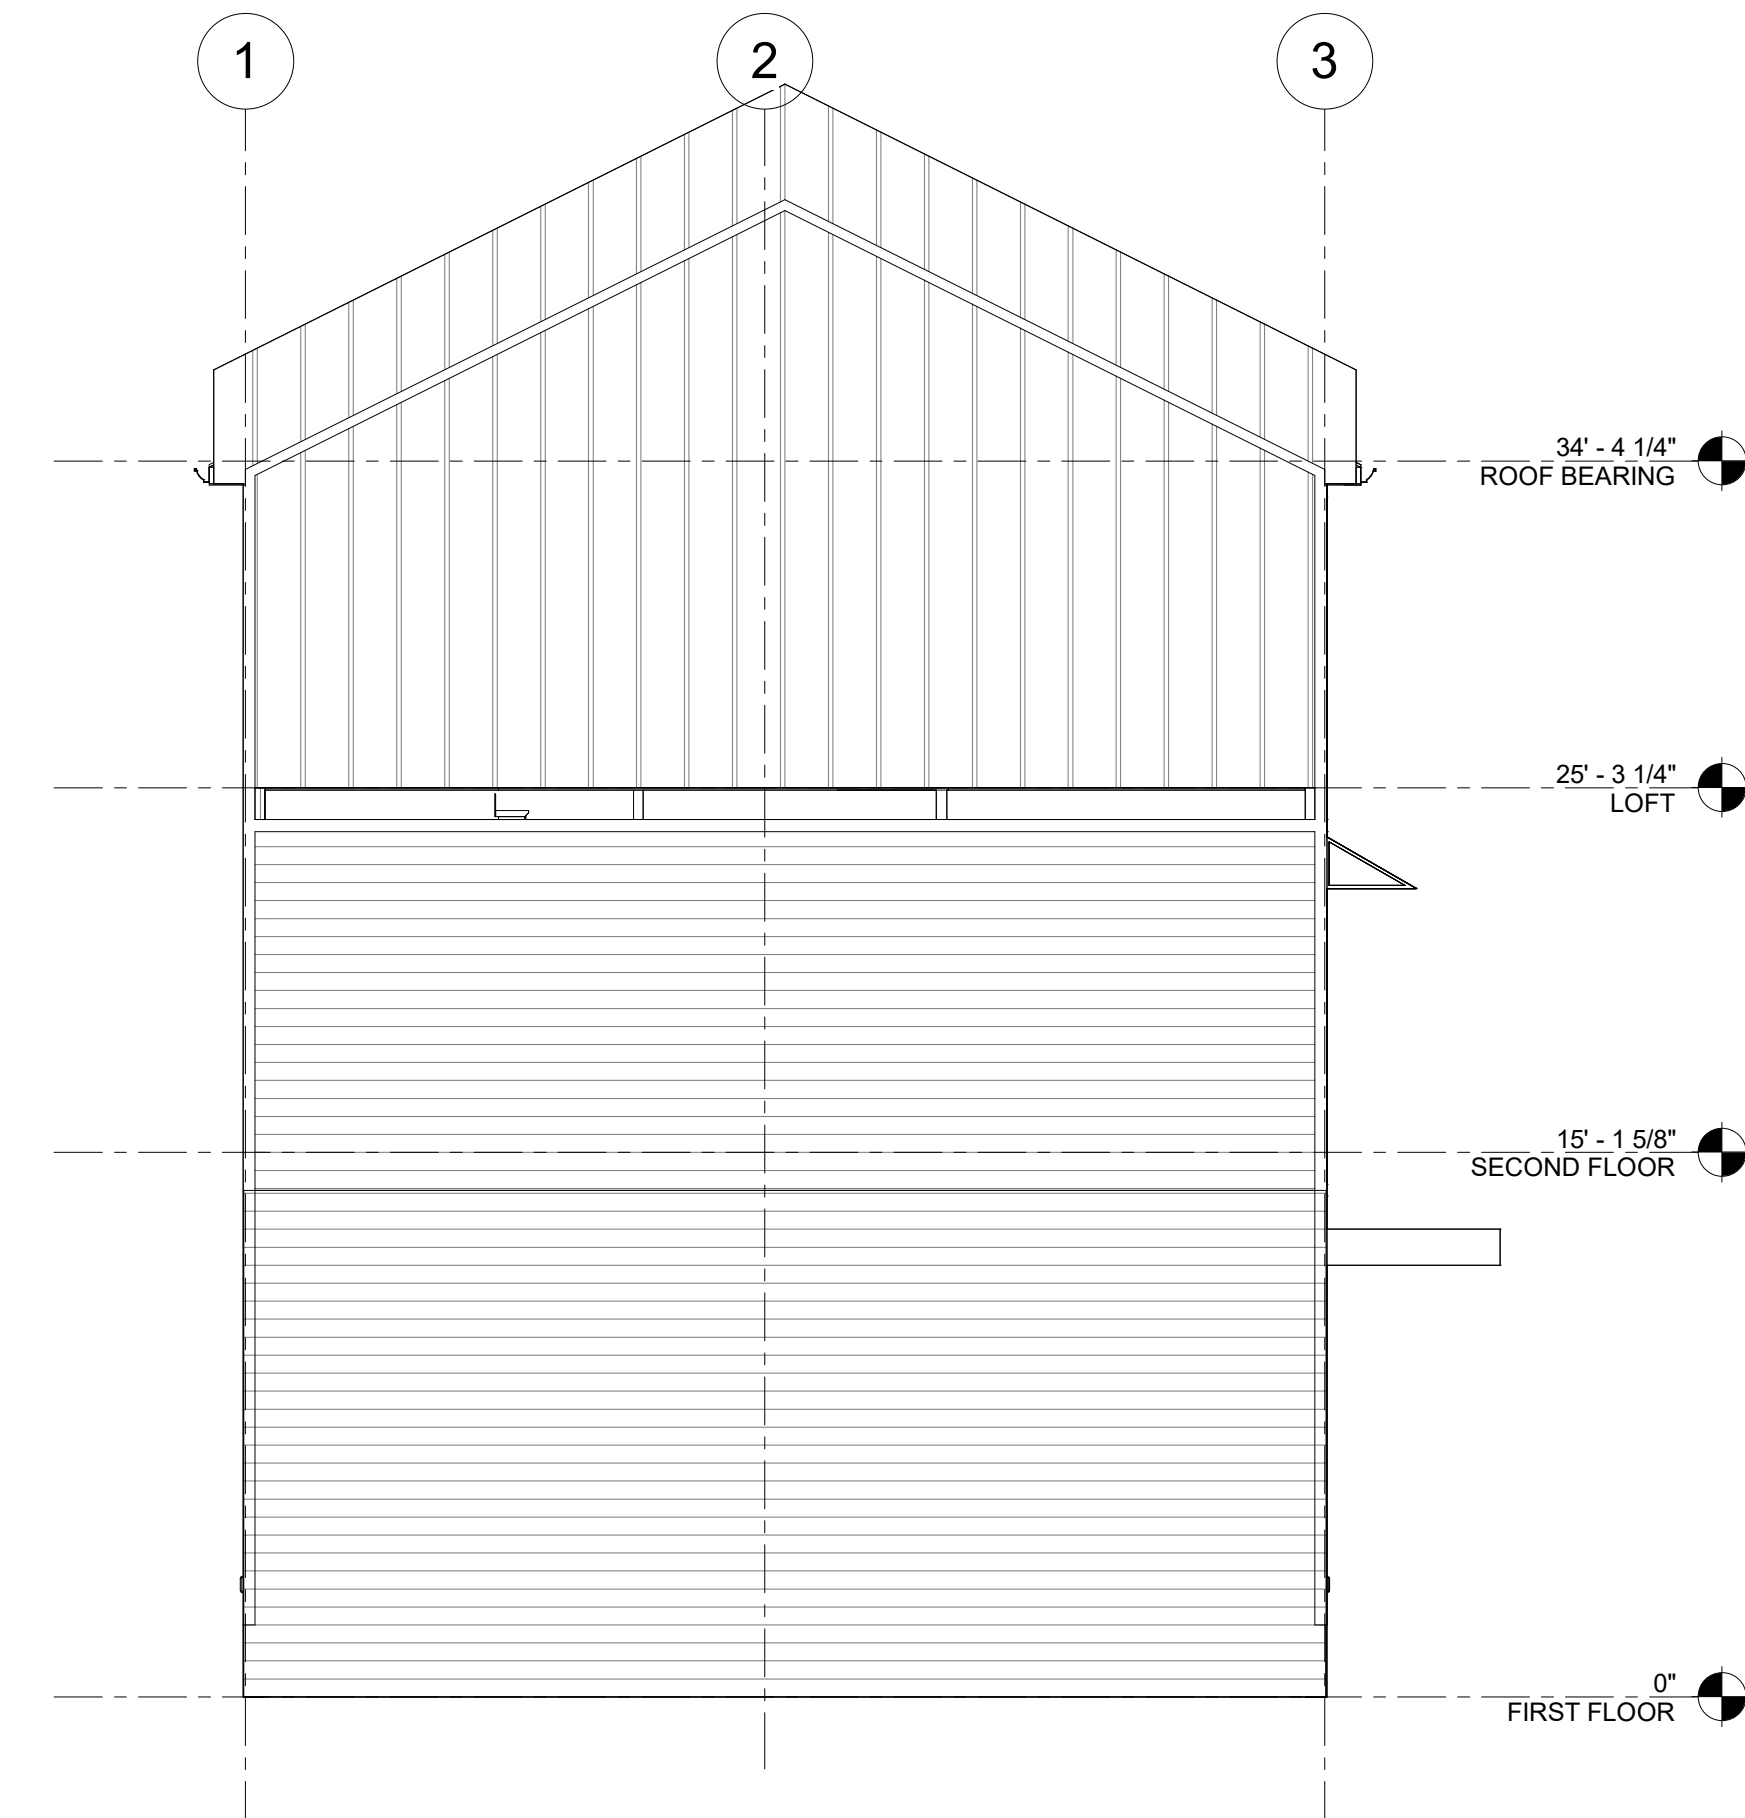 1
2
3
34' - 4 1/4"
ROOF BEARING
25' - 3 1/4"
LOFT
15' - 1 5/8"
SECOND FLOOR
0"
FIRST FLOOR